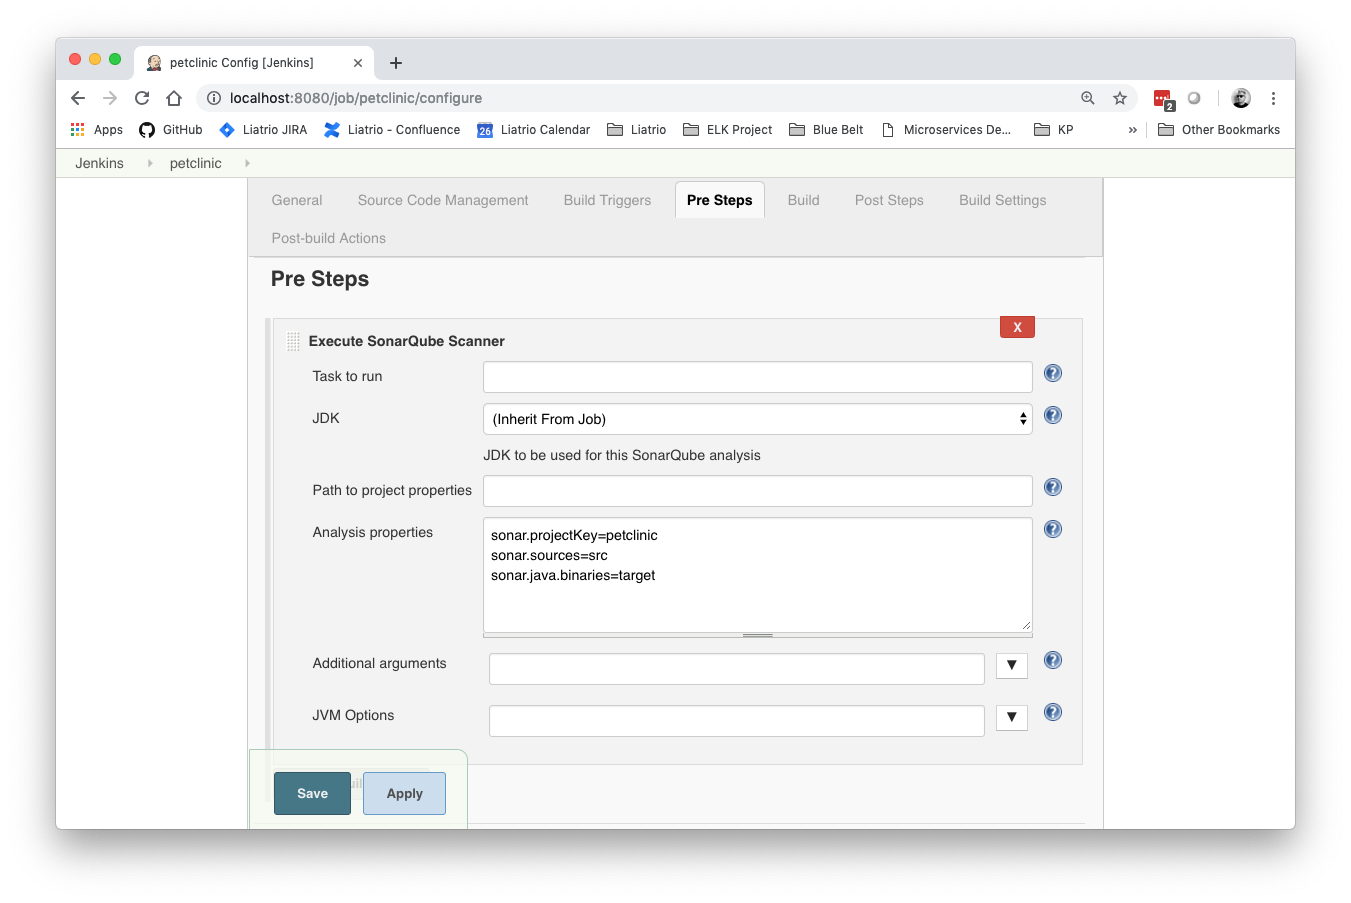 petclinic Config [Jenkins]
localhost:8080/job/petclinic/configure
2
Apps GitHub Liatrio JIRA Liatrio - Confluence 26 Liatrio Calendar Liatrio ELK Project Blue Belt Microservices De... KP » Other Bookmarks
Jenkins petclinic
General Source Code Management Build Triggers Pre Steps Build Post Steps Build Settings
Post-build Actions
Pre Steps
X
Execute SonarQube Scanner
Task to run ?
JDK (Inherit From Job) ?
JDK to be used for this SonarQube analysis
Path to project properties ?
Analysis properties ?
sonar.projectKey=petclinic
sonar.sources=src
sonar.java.binaries=target
Additional arguments ?
JVM Options ?
Save Apply